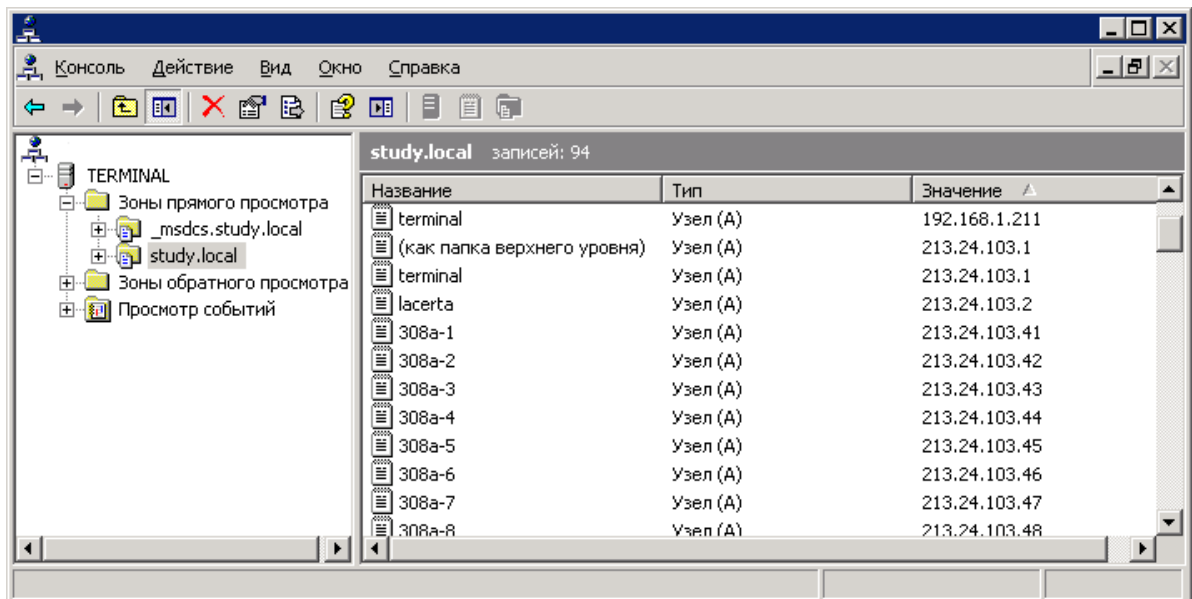 Консоль Действие Вид Окно Справка
TERMINAL
Зоны прямого просмотра
_msdcs.study.local
study.local
Зоны обратного просмотра
Просмотр событий
study.local записей: 94
Название Тип Значение
terminal Узел (A) 192.168.1.211
(как папка верхнего уровня) Узел (A) 213.24.103.1
terminal Узел (A) 213.24.103.1
lacerta Узел (A) 213.24.103.2
308a-1 Узел (A) 213.24.103.41
308a-2 Узел (A) 213.24.103.42
308a-3 Узел (A) 213.24.103.43
308a-4 Узел (A) 213.24.103.44
308a-5 Узел (A) 213.24.103.45
308a-6 Узел (A) 213.24.103.46
308a-7 Узел (A) 213.24.103.47
308a-8 Узел (A) 213.24.103.48